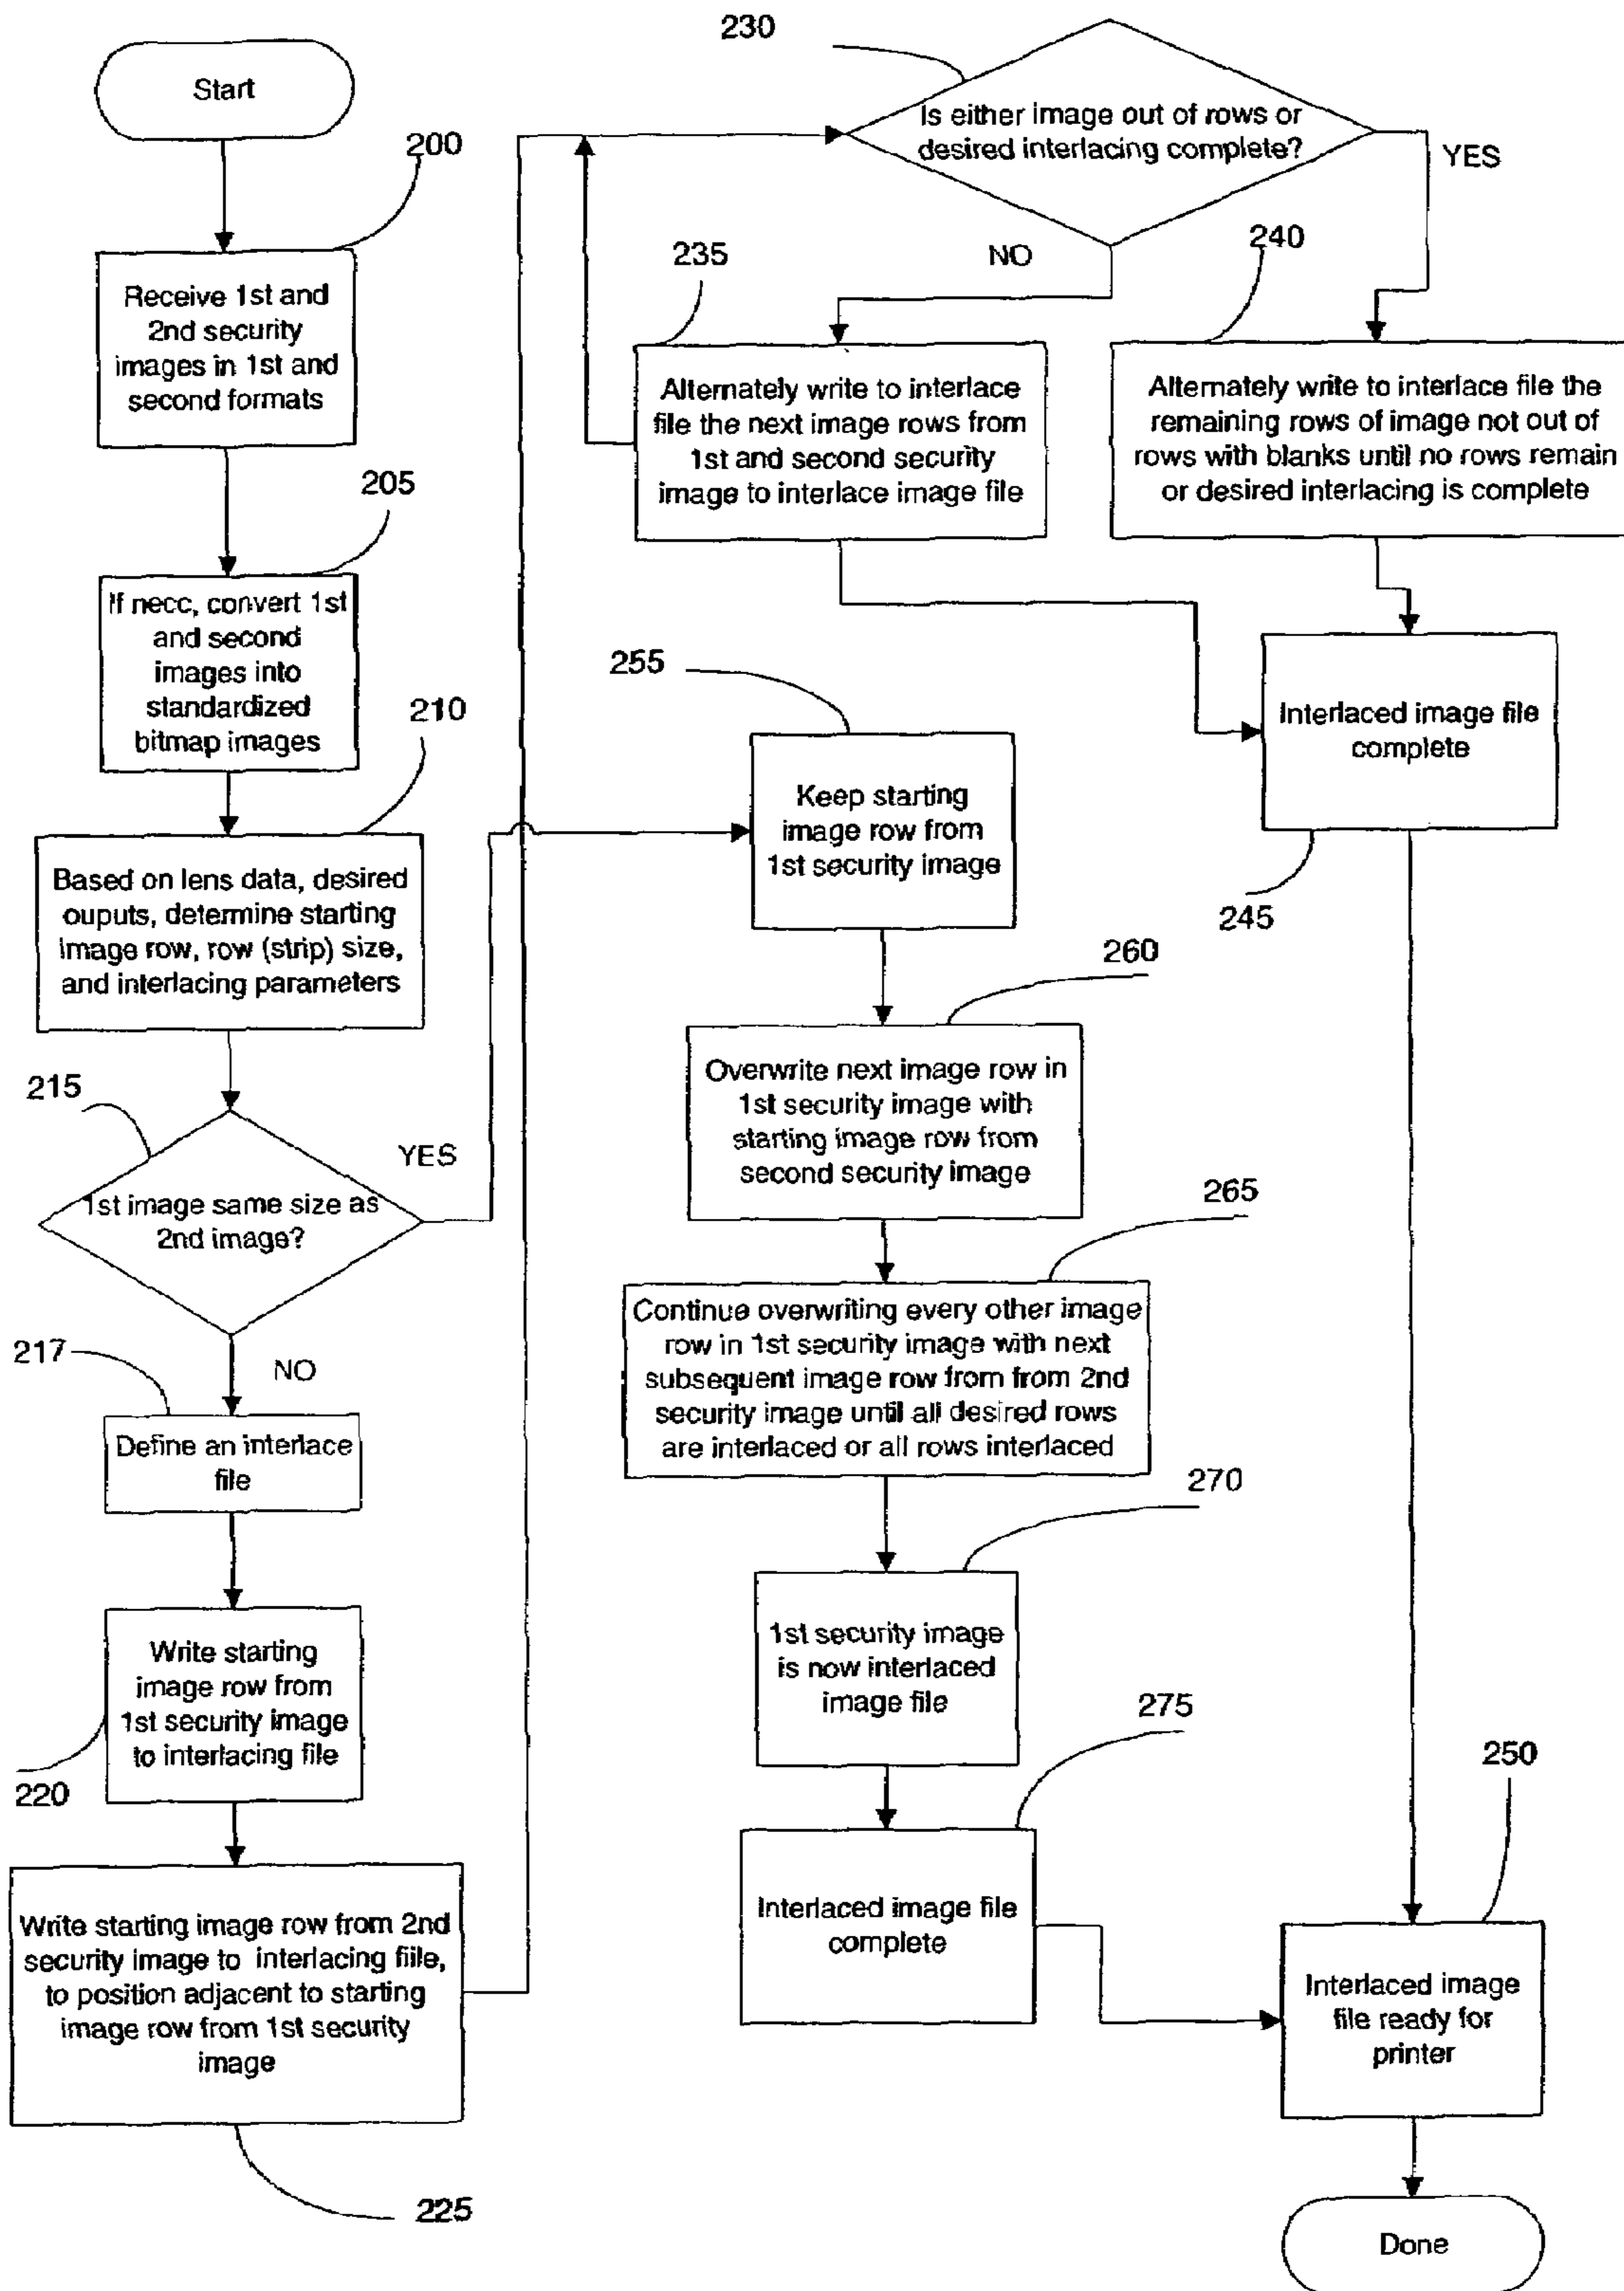 Start
200
Receive 1st and
2nd security
images in 1st and
second formats
205
If necc, convert 1st
and second
images into
standardized
bitmap images
210
Based on lens data, desired
ouputs, determine starting
image row, row (strip) size,
and interlacing parameters
215
1st image same size as
2nd image?
YES
NO
217
Define an interlace
file
Write starting
image row from
1st security image
to interlacing file
220
Write starting image row from 2nd
security image to interlacing fiile,
to position adjacent to starting
image row from 1st security
image
225
230
Is either image out of rows or
desired interlacing complete?
YES
NO
235
Alternately write to interlace
file the next image rows from
1st and second security
image to interlace image file
240
Alternately write to interlace file the
remaining rows of image not out of
rows with blanks until no rows remain
or desired interlacing is complete
Interlaced image file
complete
245
255
Keep starting
image row from
1st security image
260
Overwrite next image row in
1st security image with
starting image row from
second security image
265
Continue overwriting every other image
row in 1st security image with next
subsequent image row from from 2nd
security image until all desired rows
are interlaced or all rows interlaced
270
1st security image
is now interlaced
image file
275
Interlaced image file
complete
250
Interlaced image
file ready for
printer
Done